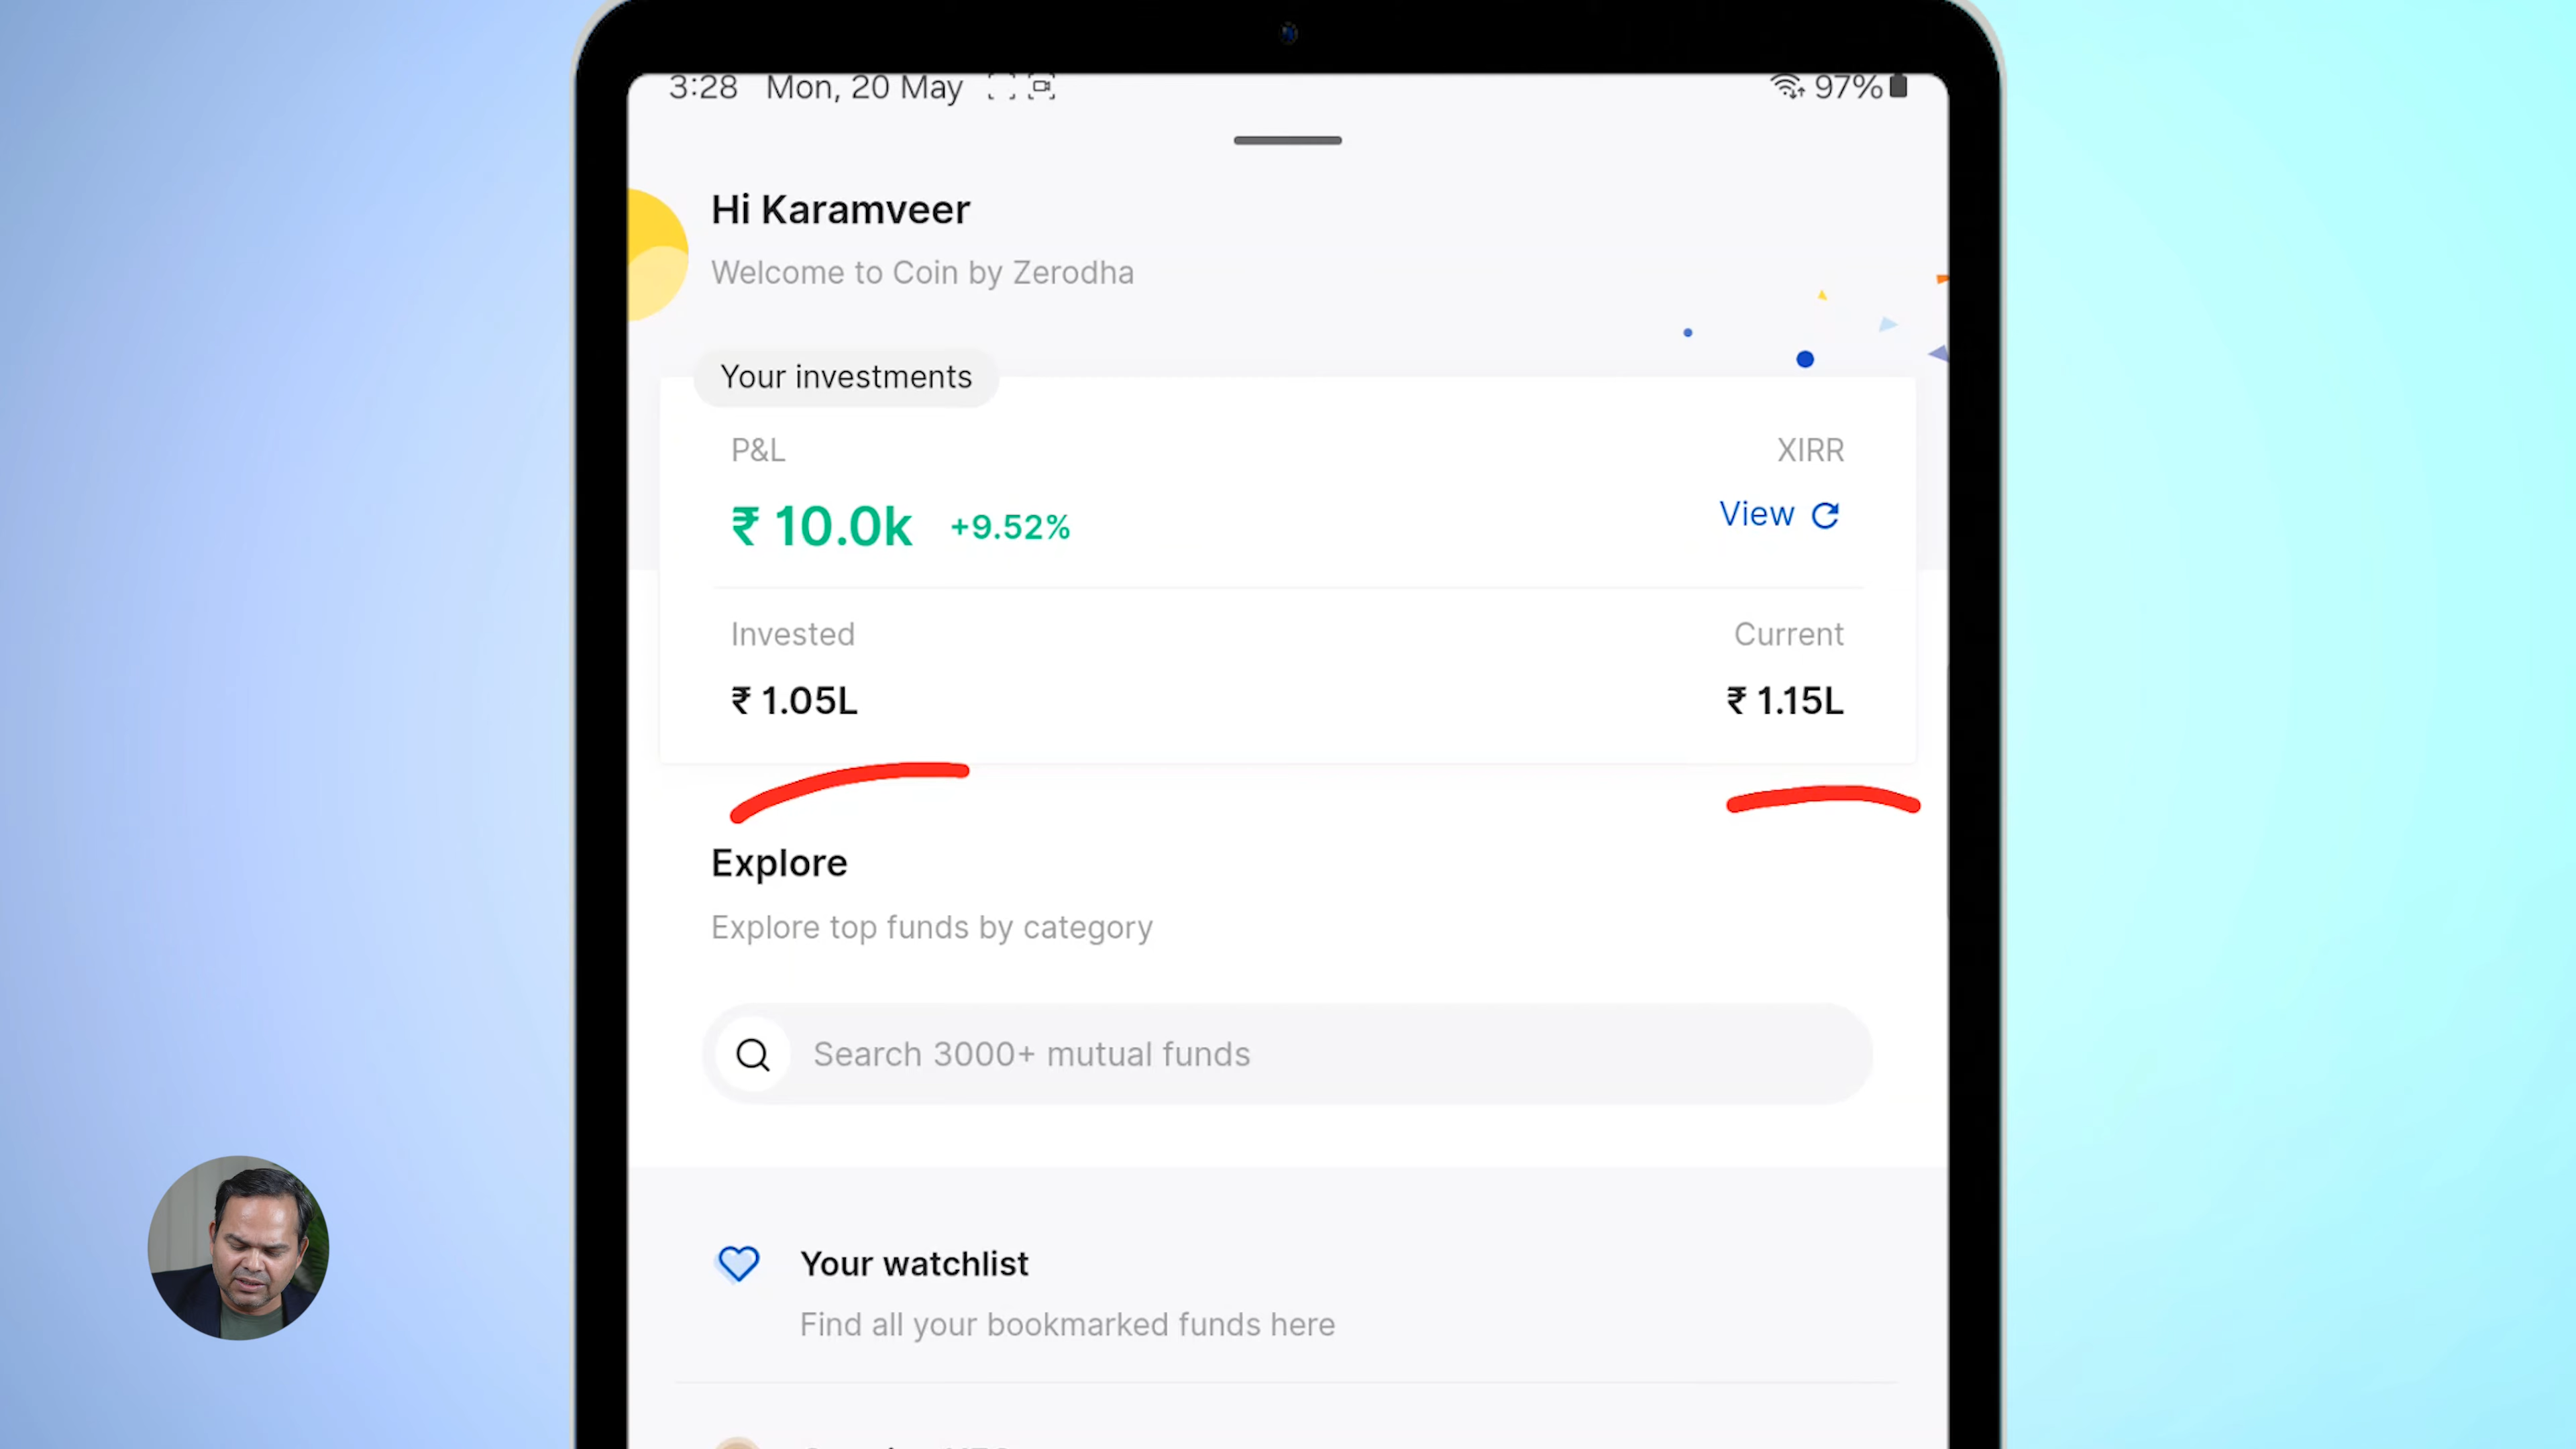 3:28 Mon, 20 May 97%
Hi Karamveer
Welcome to Coin by Zerodha
Your investments
P&L XIRR
₹ 10.0k +9.52% View
Invested Current
₹ 1.05L ₹ 1.15L
Explore
Explore top funds by category
Search 3000+ mutual funds
Your watchlist
Find all your bookmarked funds here